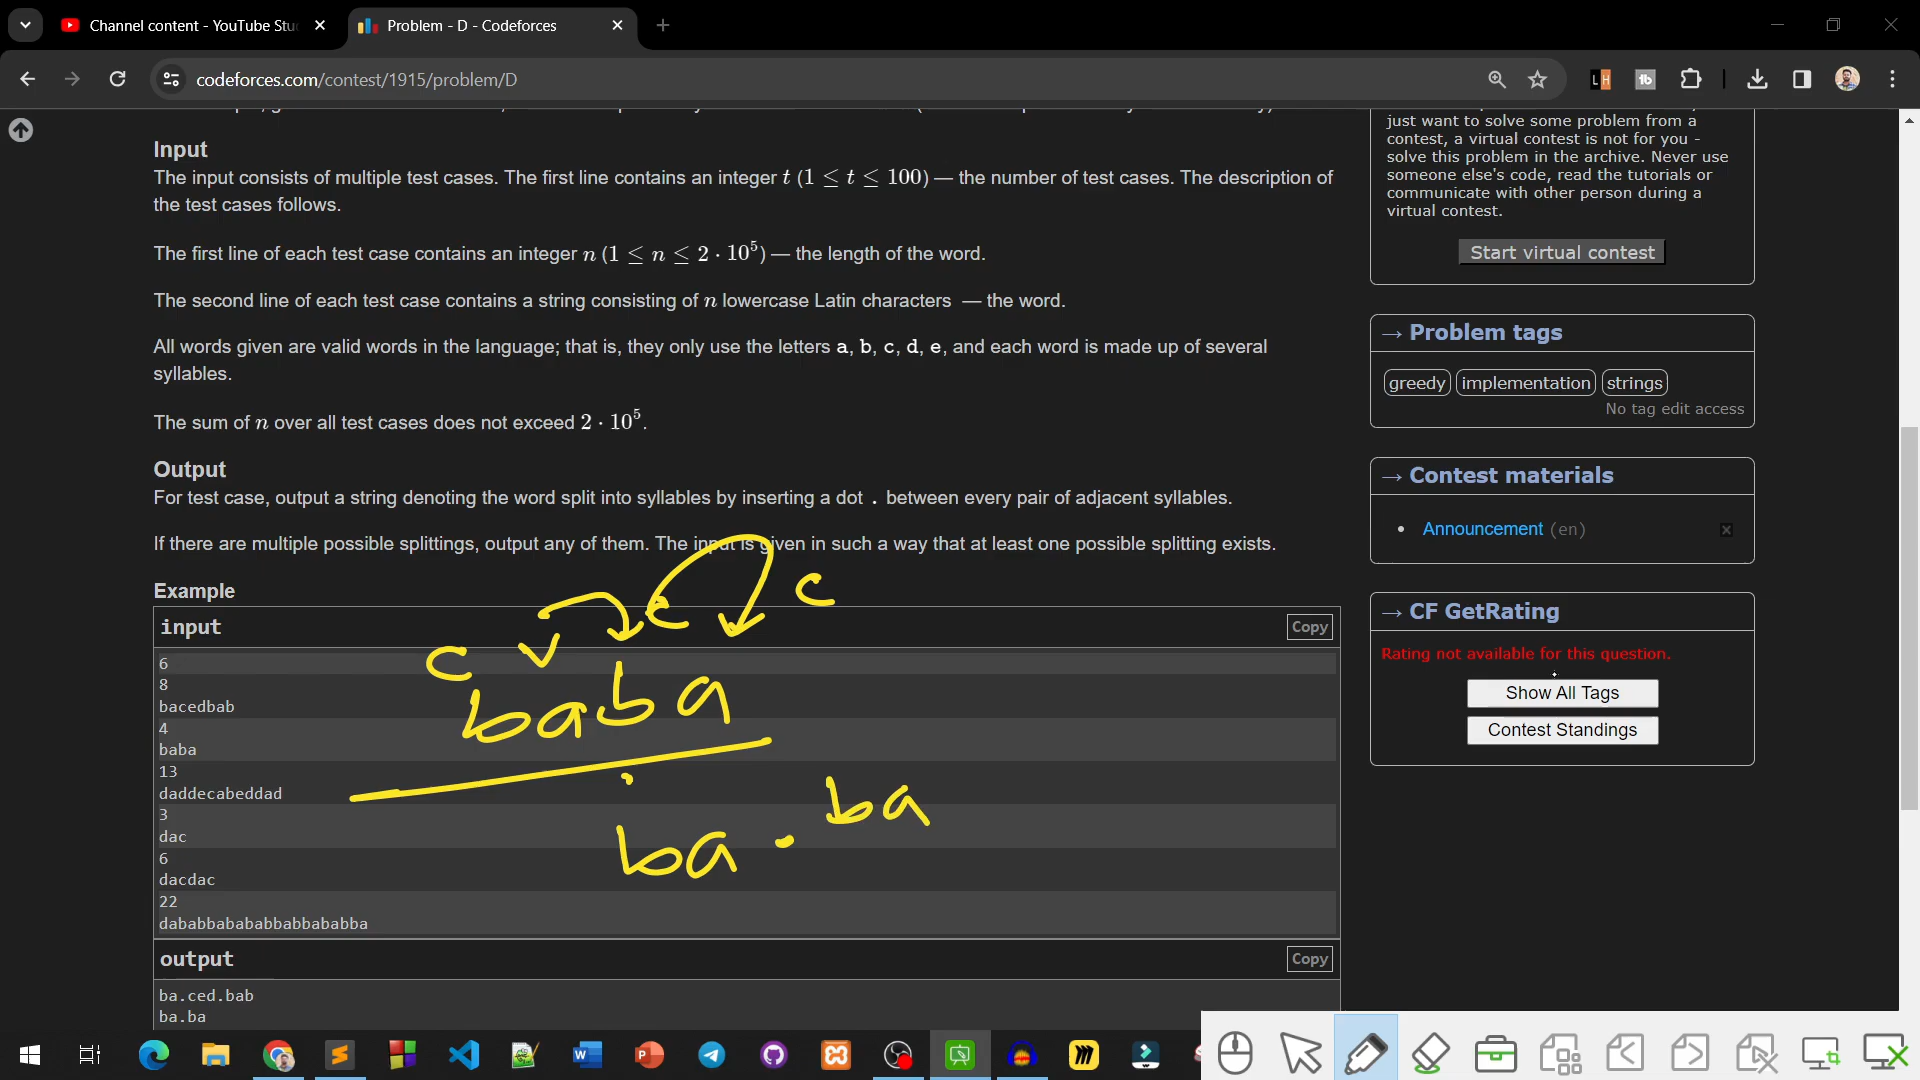 Channel content - YouTube Stu
Problem - D - Codeforces
codeforces.com/contest/1915/problem/D
Input
The input consists of multiple test cases. The first line contains an integer t (1 ≤ t ≤ 100) — the number of test cases. The description of
the test cases follows.
The first line of each test case contains an integer n (1 ≤ n ≤ 2 · 10^5) — the length of the word.
The second line of each test case contains a string consisting of n lowercase Latin characters — the word.
All words given are valid words in the language; that is, they only use the letters a, b, c, d, e, and each word is made up of several
syllables.
The sum of n over all test cases does not exceed 2 · 10^5.
Output
For test case, output a string denoting the word split into syllables by inserting a dot . between every pair of adjacent syllables.
If there are multiple possible splittings, output any of them. The input is given in such a way that at least one possible splitting exists.
Example
input
Copy
6
8
bacedbab
4
baba
13
daddecabeddad
3
dac
6
dacdac
22
dababbabababbabbababba
output
Copy
ba.ced.bab
ba.ba
c
c
c
baba
ba . ba
just want to solve some problem from a
contest, a virtual contest is not for you -
solve this problem in the archive. Never use
someone else's code, read the tutorials or
communicate with other person during a
virtual contest.
Start virtual contest
→ Problem tags
greedy implementation strings
No tag edit access
→ Contest materials
Announcement (en)
→ CF GetRating
Rating not available for this question.
Show All Tags
Contest Standings